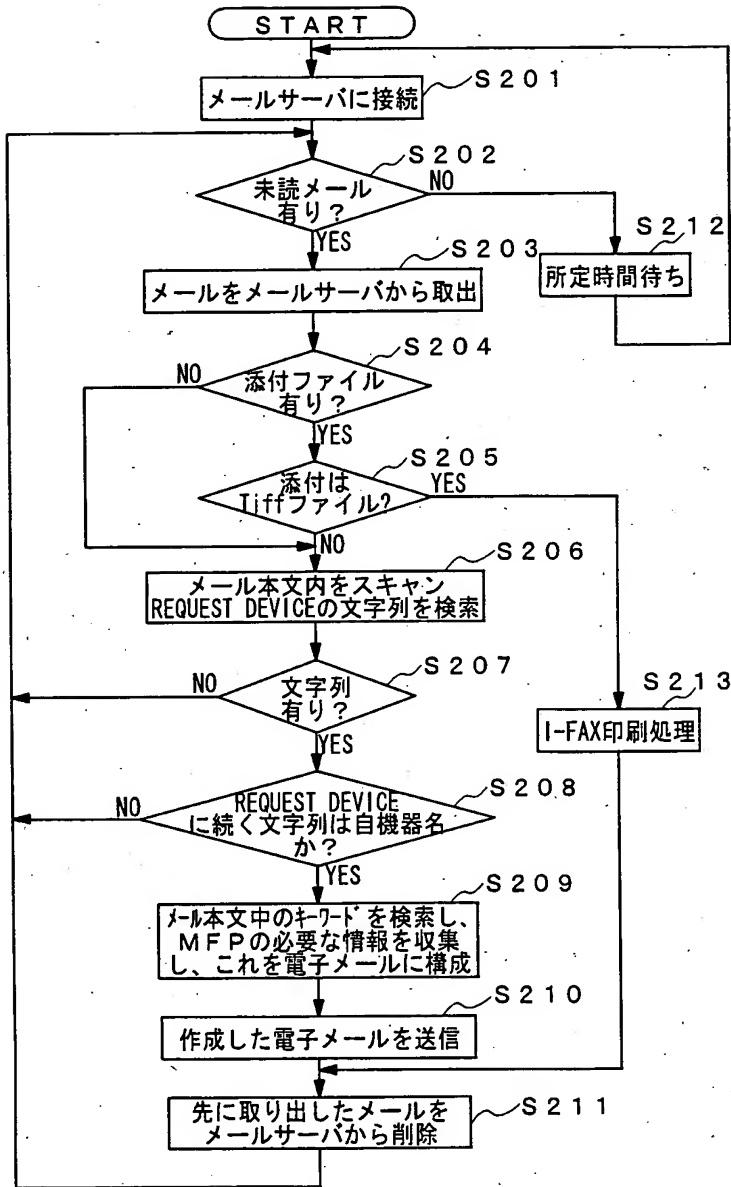 START
S201
メールサーバに接続
S202
未読メール
有り?
NO
YES
S212
所定時間待ち
S203
メールをメールサーバから取出
S204
NO
添付ファイル
有り?
YES
S205
添付は
Tiffファイル?
YES
NO
S206
メール本文内をスキャン
REQUEST DEVICEの文字列を検索
S207
NO
文字列
有り?
YES
S213
I-FAX印刷処理
S208
NO
REQUEST DEVICE
に続く文字列は自機器名
か?
YES
S209
メール本文中のキーワードを検索し、
MFPの必要な情報を収集
し、これを電子メールに構成
S210
作成した電子メールを送信
S211
先に取り出したメールを
メールサーバから削除